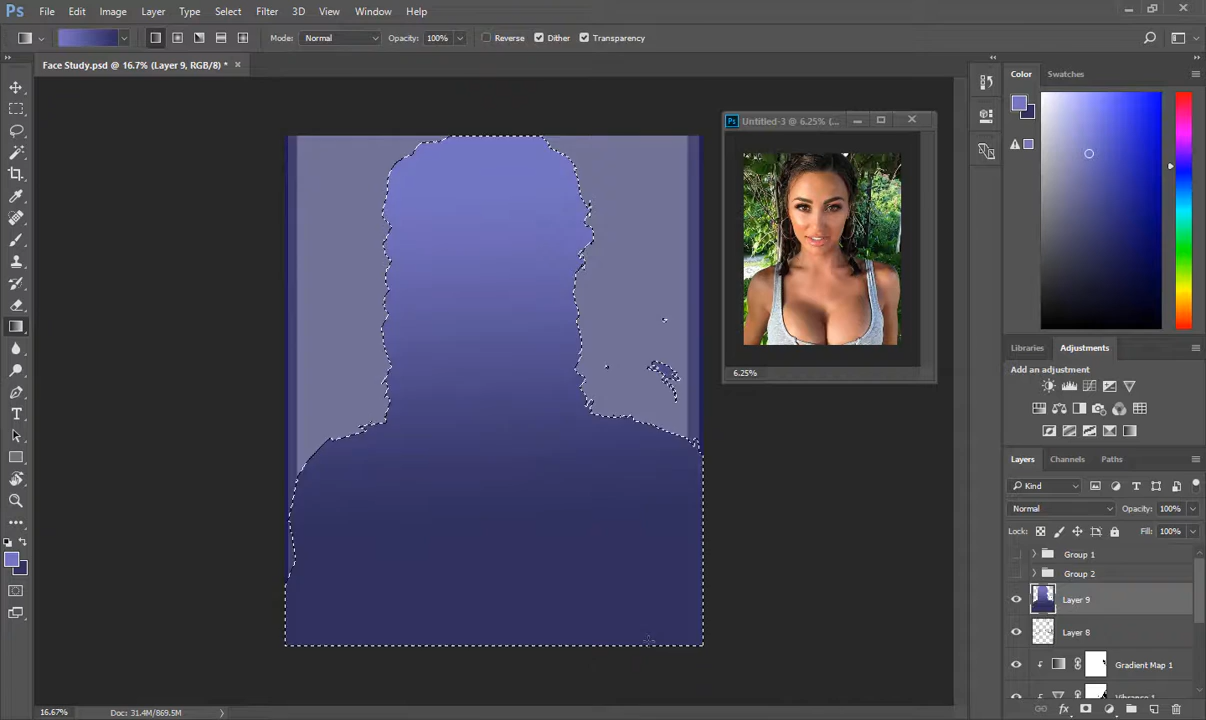 Ps File Edit Image Layer Type Select Filter 3D View Window Help
Mode: Normal Opacity: 100% Reverse Dither Transparency
Face Study.psd @ 16.7% (Layer 9, RGB/8) *
Color Swatches
Ps Untitled-3 @ 6.25% (...
6.25%
Libraries Adjustments
Add an adjustment
Layers Channels Paths
Kind
Normal Opacity: 100%
Lock: Fill: 100%
Group 1
Group 2
Layer 9
Layer 8
Gradient Map 1
Vibrance 1
16.67% Doc: 31.4M/869.5M